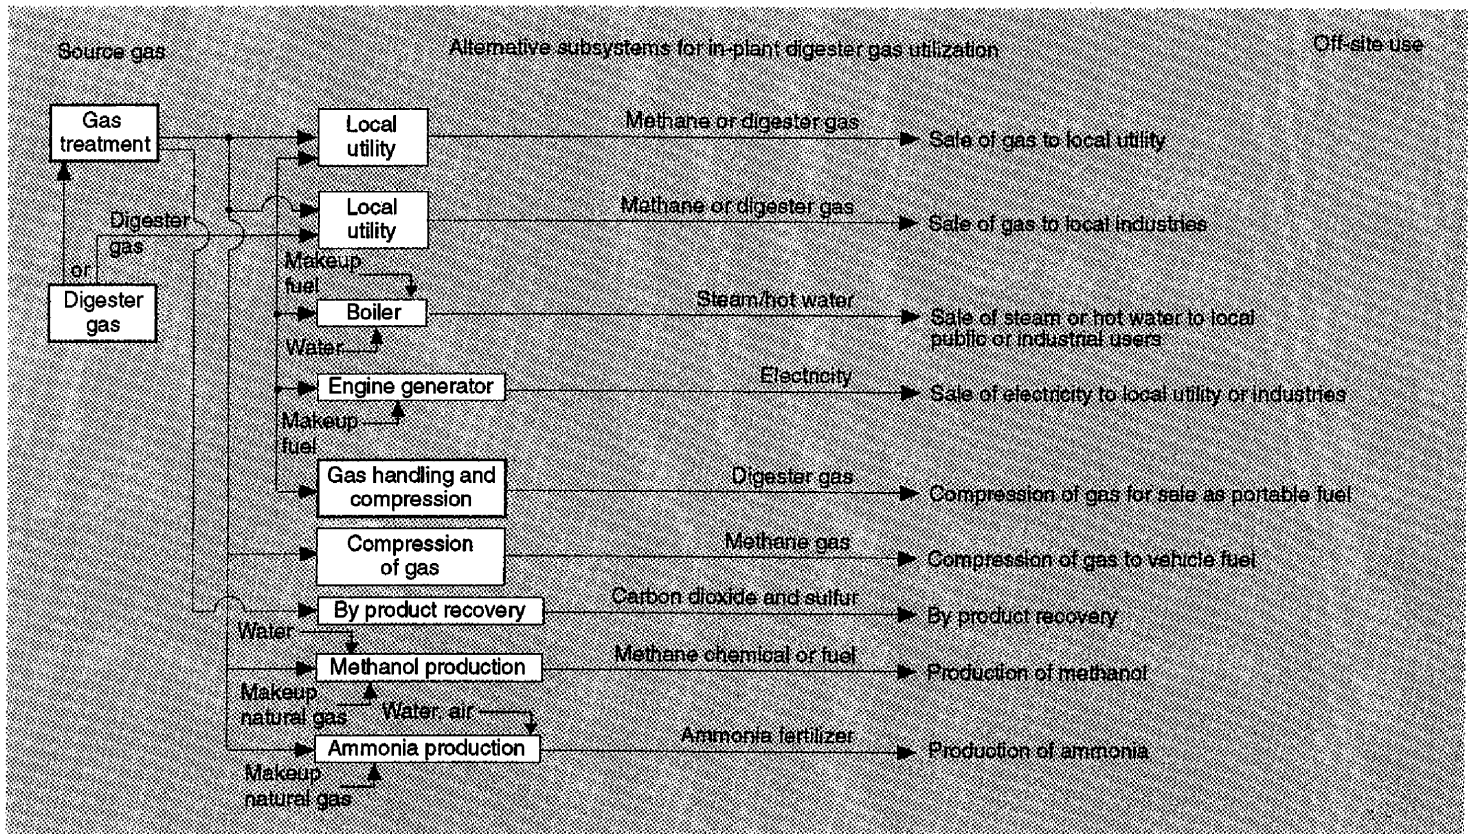 Source gas
Alternative subsystems for in-plant digester gas utilization
Off-site use
Gas
treatment
Local
utility
Methane or digester gas
Sale of gas to local utility
Digester
gas
Local
utility
Methane or digester gas
Sale of gas to local industries
or
Digester
gas
Makeup
fuel
Boiler
Water
Steam/hot water
Sale of steam or hot water to local
public or industrial users
Engine generator
Makeup
fuel
Electricity
Sale of electricity to local utility or industries
Gas handling and
compression
Digester gas
Compression of gas for sale as portable fuel
Compression
of gas
Methane gas
Compression of gas to vehicle fuel
By product recovery
Carbon dioxide and sulfur
By product recovery
Water
Methanol production
Makeup
natural gas
Methane chemical or fuel
Production of methanol
Water, air
Ammonia production
Makeup
natural gas
Ammonia fertilizer
Production of ammonia